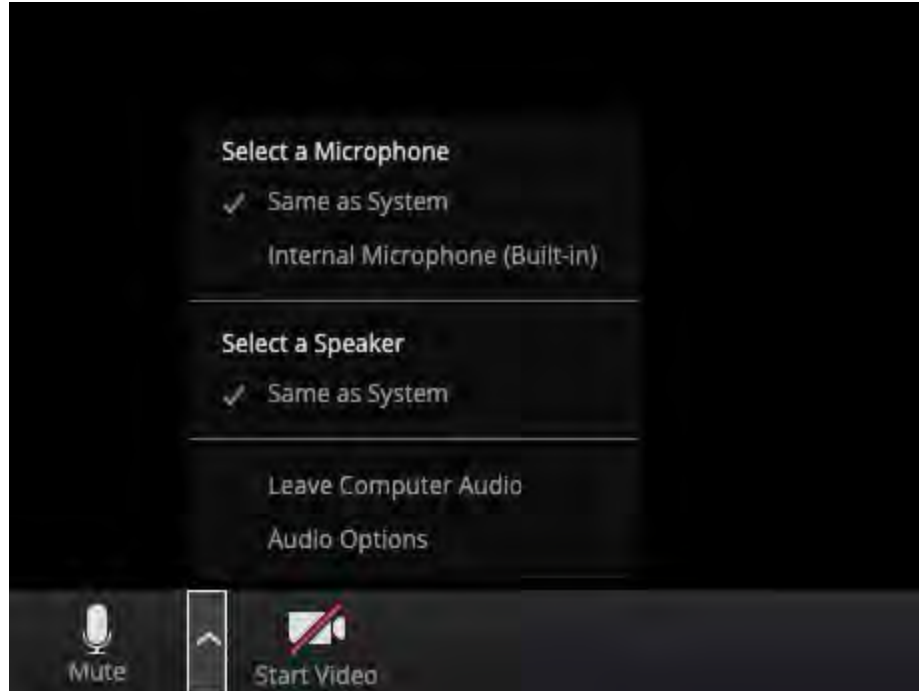 Select a Microphone
Same as System
Internal Microphone (Built-in)
Select a Speaker
Same as System
Leave Computer Audio
Audio Options
Mute
Start Video